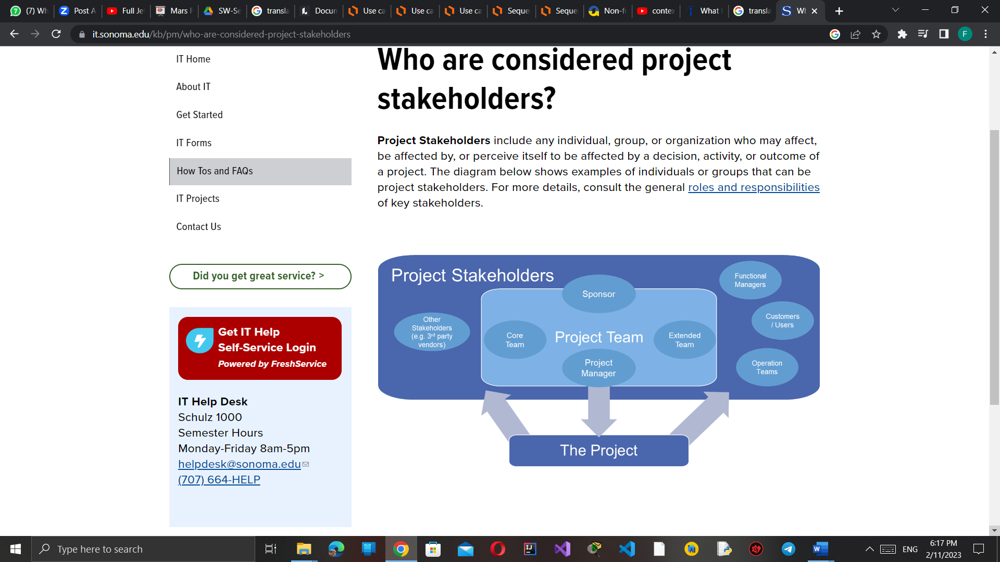 (7) Wh
Post A
Full Je
Mars R
SW-Se
transla
Docum
Use ca
Use ca
Use ca
Seque
Seque
Non-f
contex
What
transla
Wh
it.sonoma.edu/kb/pm/who-are-considered-project-stakeholders
F
IT Home
About IT
Get Started
IT Forms
How Tos and FAQs
IT Projects
Contact Us
Did you get great service? >
Get IT Help
Self-Service Login
Powered by FreshService
IT Help Desk
Schulz 1000
Semester Hours
Monday-Friday 8am-5pm
helpdesk@sonoma.edu
(707) 664-HELP
Who are considered project
stakeholders?
Project Stakeholders include any individual, group, or organization who may affect,
be affected by, or perceive itself to be affected by a decision, activity, or outcome of
a project. The diagram below shows examples of individuals or groups that can be
project stakeholders. For more details, consult the general roles and responsibilities
of key stakeholders.
Project Stakeholders
Sponsor
Functional
Managers
Other
Stakeholders
(e.g. 3rd party
vendors)
Core
Team
Project Team
Extended
Team
Customers
/ Users
Project
Manager
Operation
Teams
The Project
Type here to search
ENG
6:17 PM
2/11/2023